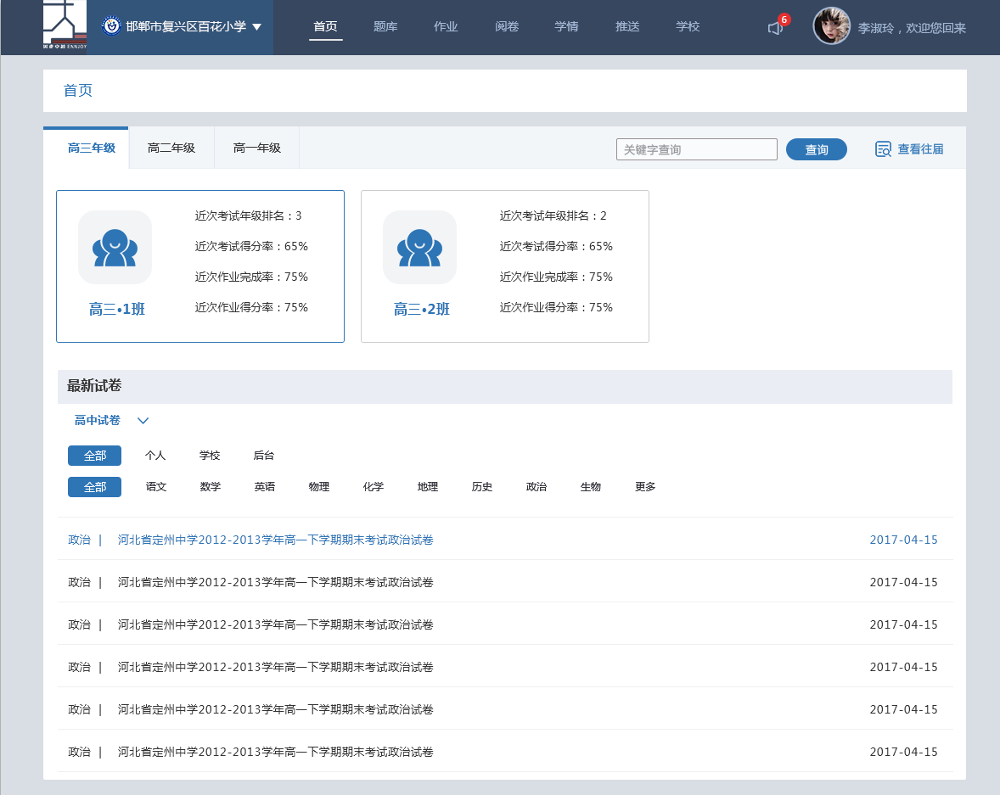 邯郸市复兴区百花小学 首页 题库 作业 阅卷 学情 推送 学校 6 李淑玲，欢迎您回来
ENNJOY
首页
高三年级 高二年级 高一年级 关键字查询 查询 查看往届
近次考试年级排名：3
近次考试得分率：65%
近次作业完成率：75%
近次作业得分率：75%
高三•1班
近次考试年级排名：2
近次考试得分率：65%
近次作业完成率：75%
近次作业得分率：75%
高三•2班
最新试卷
高中试卷
全部 个人 学校 后台
全部 语文 数学 英语 物理 化学 地理 历史 政治 生物 更多
政治 | 河北省定州中学2012-2013学年高一下学期期末考试政治试卷 2017-04-15
政治 | 河北省定州中学2012-2013学年高一下学期期末考试政治试卷 2017-04-15
政治 | 河北省定州中学2012-2013学年高一下学期期末考试政治试卷 2017-04-15
政治 | 河北省定州中学2012-2013学年高一下学期期末考试政治试卷 2017-04-15
政治 | 河北省定州中学2012-2013学年高一下学期期末考试政治试卷 2017-04-15
政治 | 河北省定州中学2012-2013学年高一下学期期末考试政治试卷 2017-04-15